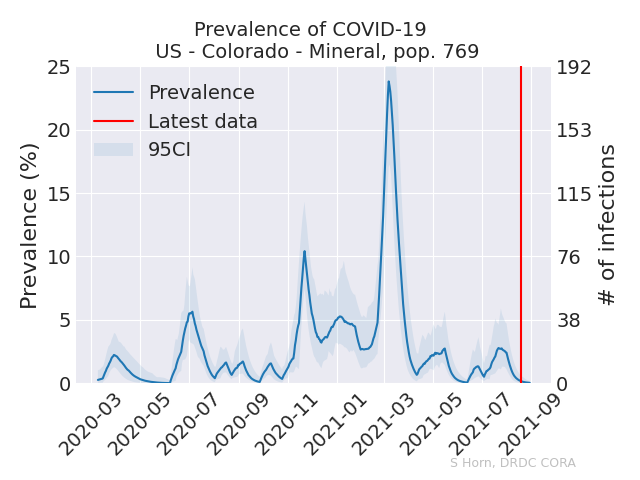 Prevalence of COVID-19
US - Colorado - Mineral, pop. 769
Prevalence
Latest data
95CI
Prevalence (%)
25
20
15
10
5
0
192
153
115
76
38
0
# of infections
2020-03
2020-05
2020-07
2020-09
2020-11
2021-01
2021-03
2021-05
2021-07
2021-09
S Horn, DRDC CORA